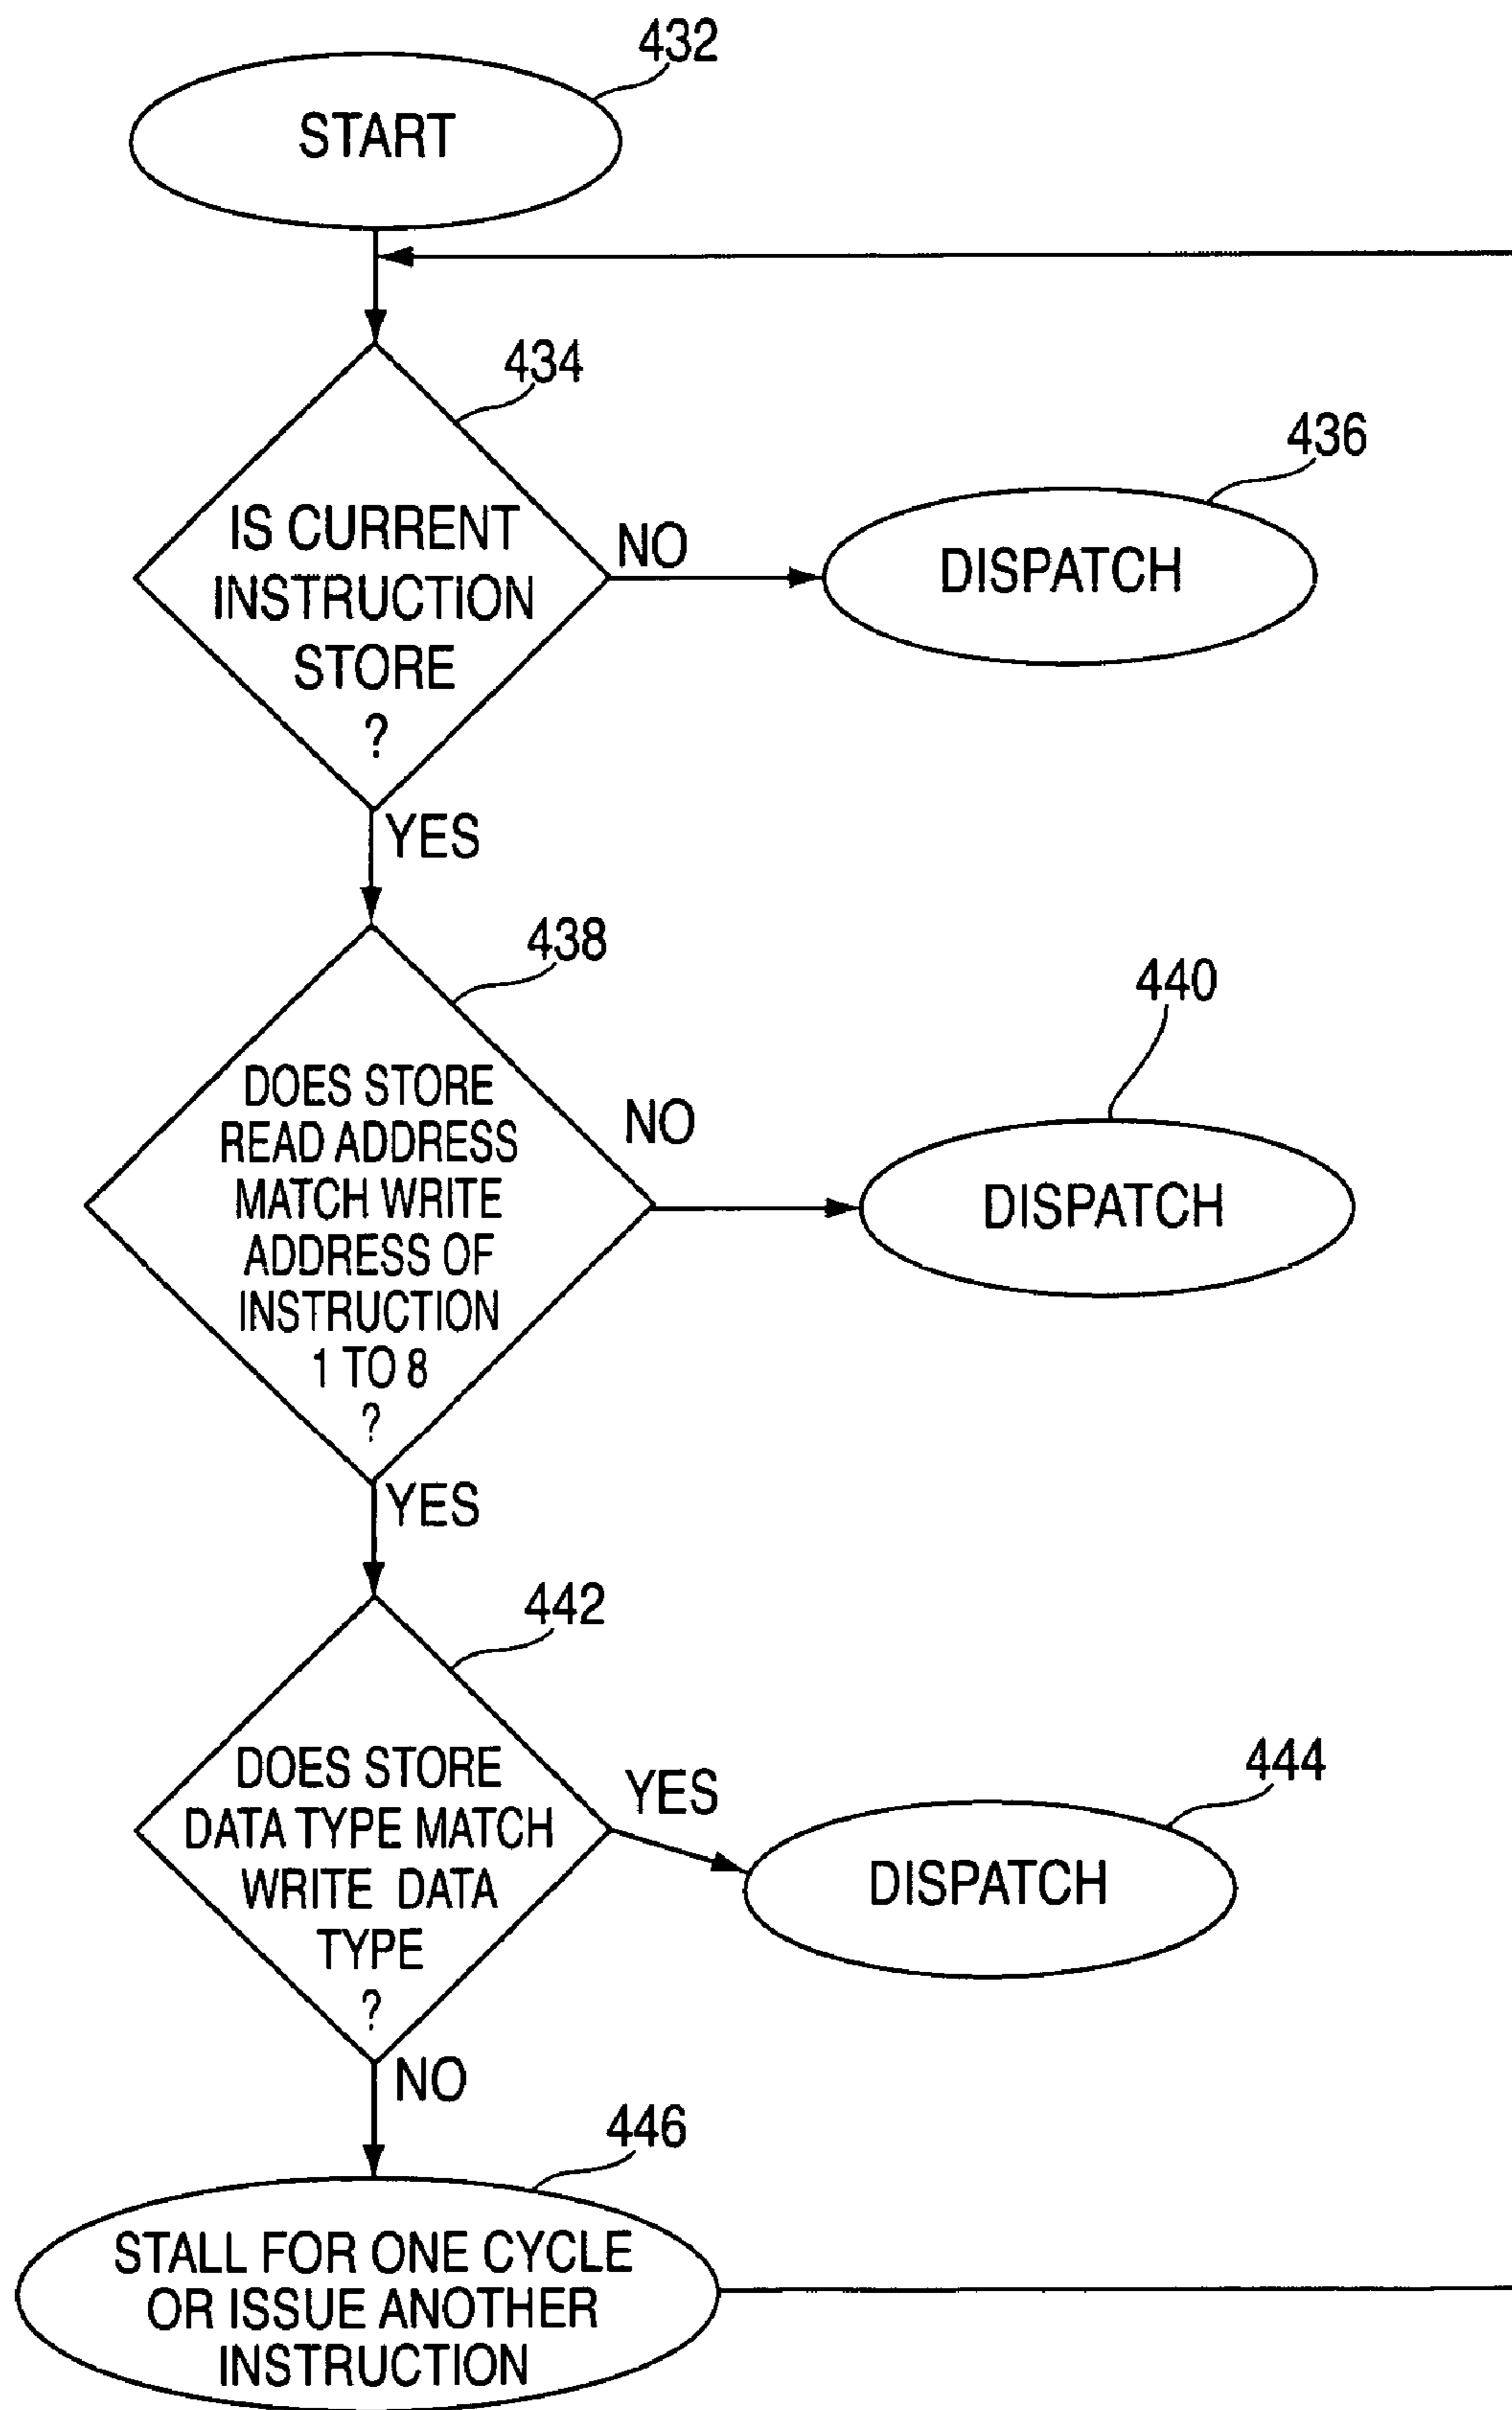 432
START
434
IS CURRENT
INSTRUCTION
STORE
?
NO
436
DISPATCH
YES
438
DOES STORE
READ ADDRESS
MATCH WRITE
ADDRESS OF
INSTRUCTION
1 TO 8
?
NO
440
DISPATCH
YES
442
DOES STORE
DATA TYPE MATCH
WRITE DATA
TYPE
?
YES
444
DISPATCH
NO
446
STALL FOR ONE CYCLE
OR ISSUE ANOTHER
INSTRUCTION